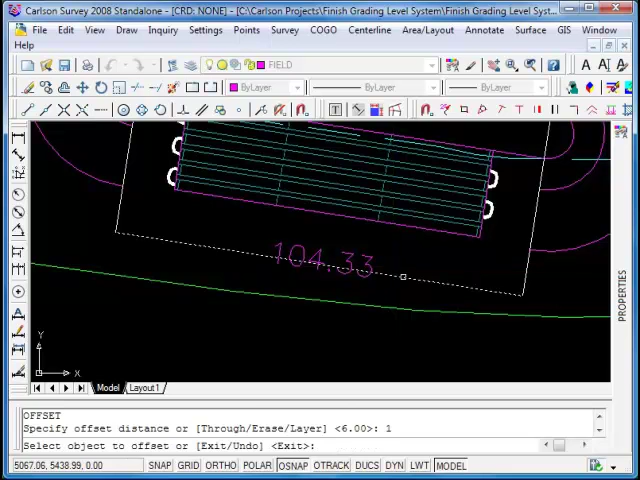 Carlson Survey 2008 Standalone - [CRD: NONE] - [C:\Carlson Projects\Finish Grading Level System\Finish Grading Level Syst...
File Edit View Draw Inquiry Settings Points Survey COGO Centerline Area/Layout Annotate Surface GIS Window
Help
FIELD
ByLayer ByLayer ByLayer
104.33
PROPERTIES
Y
X
Model Layout1
OFFSET
Specify offset distance or [Through/Erase/Layer] <6.00>: 1
Select object to offset or [Exit/Undo] <Exit>:
5067.06, 5438.99, 0.00 SNAP GRID ORTHO POLAR OSNAP OTRACK DUCS DYN LWT MODEL